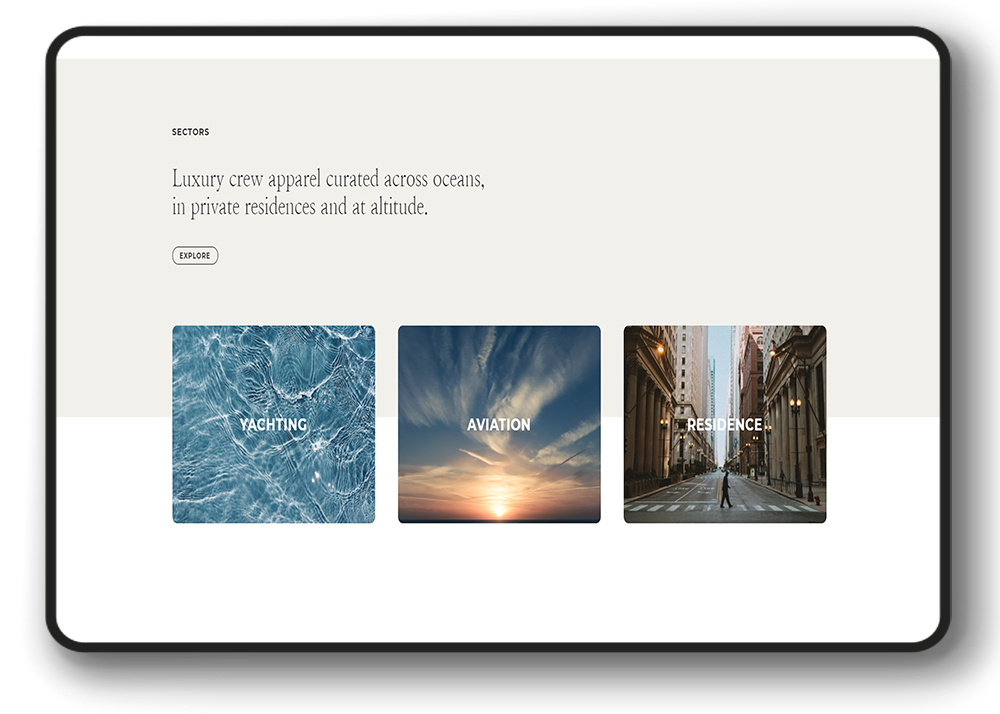 SECTORS
Luxury crew apparel curated across oceans,
in private residences and at altitude.
EXPLORE
YACHTING
AVIATION
RESIDENCE